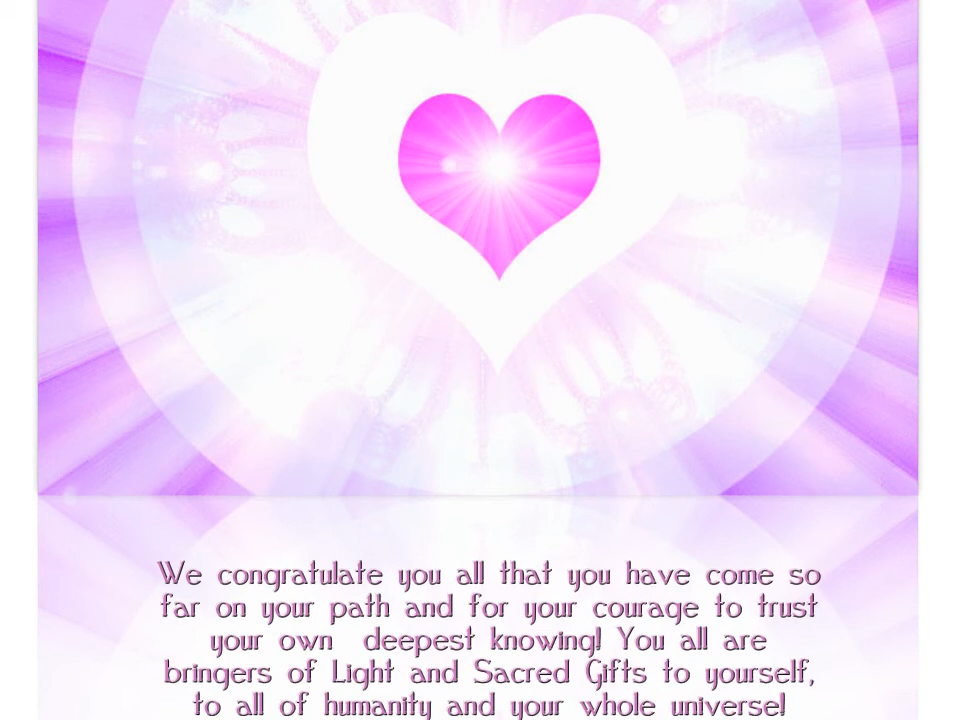 We congratulate you all that you have come so
far on your path and for your courage to trust
your own deepest knowing! You all are
bringers of Light and Sacred Gifts to yourself,
to all of humanity and your whole universe!